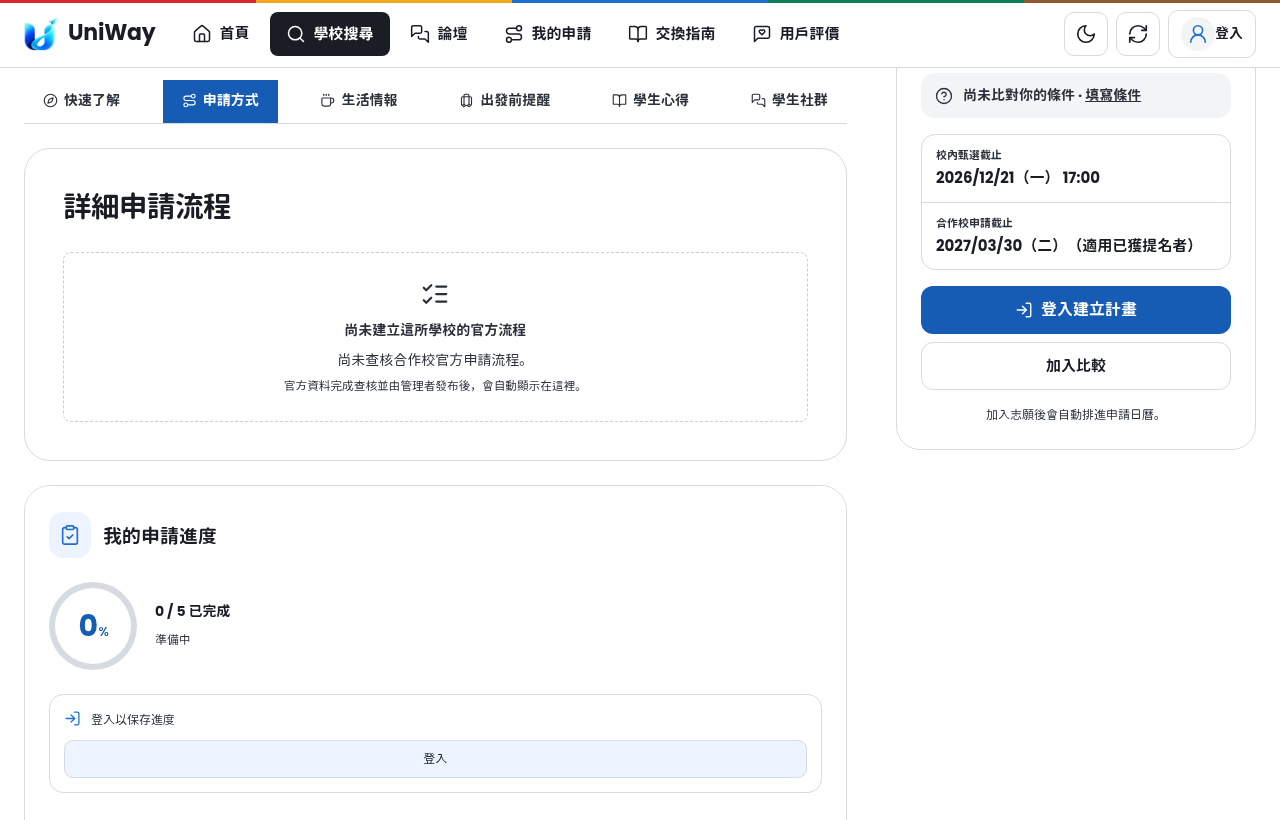 UniWay
首頁
學校搜尋
論壇
我的申請
交換指南
用戶評價
登入
快速了解
申請方式
生活情報
出發前提醒
學生心得
學生社群
詳細申請流程
尚未建立這所學校的官方流程
尚未查核合作校官方申請流程。
官方資料完成查核並由管理者發布後，會自動顯示在這裡。
我的申請進度
0%
0 / 5 已完成
準備中
登入以保存進度
登入
尚未比對你的條件 · 填寫條件
校內甄選截止
2026/12/21（一） 17:00
合作校申請截止
2027/03/30（二）（適用已獲提名者）
登入建立計畫
加入比較
加入志願後會自動排進申請日曆。